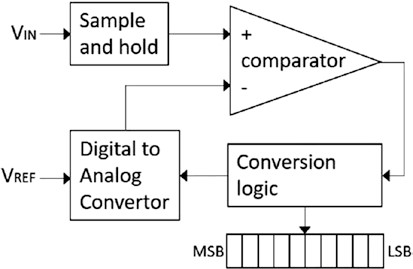 VIN
Sample
and hold
+
comparator
-
Digital to
Analog
Convertor
VREF
Conversion
logic
MSB
LSB